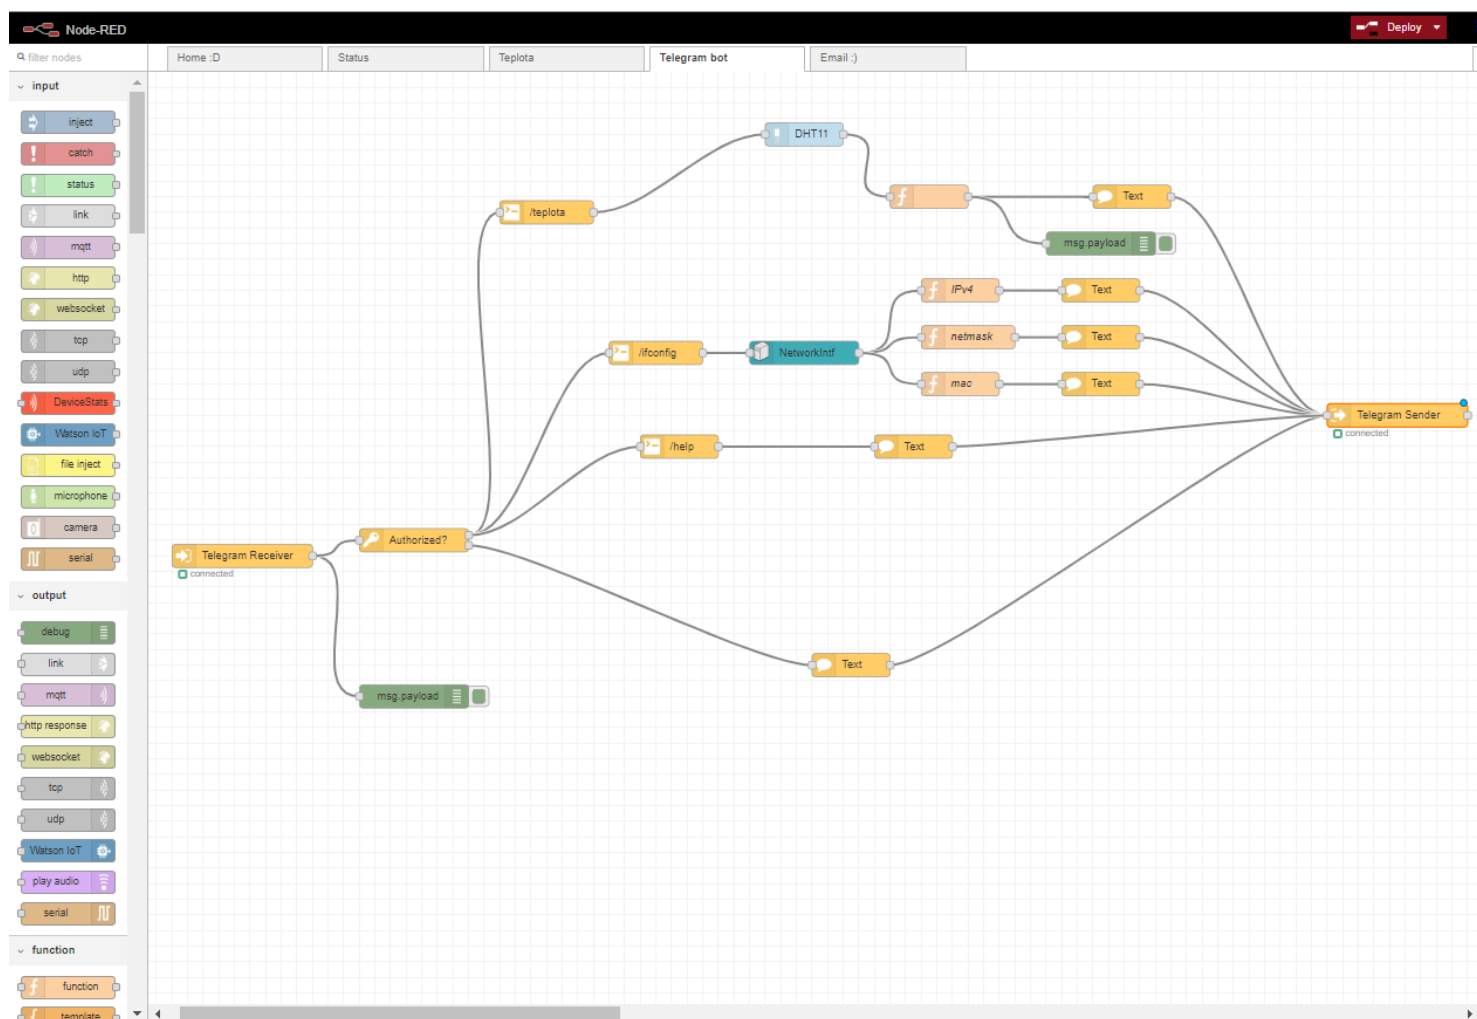 Node-RED
Deploy
filter nodes
Home :D
Status
Teplota
Telegram bot
Email :)
input
inject
catch
status
link
mqtt
http
websocket
tcp
udp
DeviceStats
Watson IoT
file inject
microphone
camera
serial
output
debug
link
mqtt
http response
websocket
tcp
udp
Watson IoT
play audio
serial
function
function
template
DHT11
/teplota
Text
msg.payload
IPv4
Text
/ifconfig
NetworkIntf
netmask
Text
mac
Text
Telegram Sender
connected
/help
Text
Authorized?
Telegram Receiver
connected
Text
msg.payload